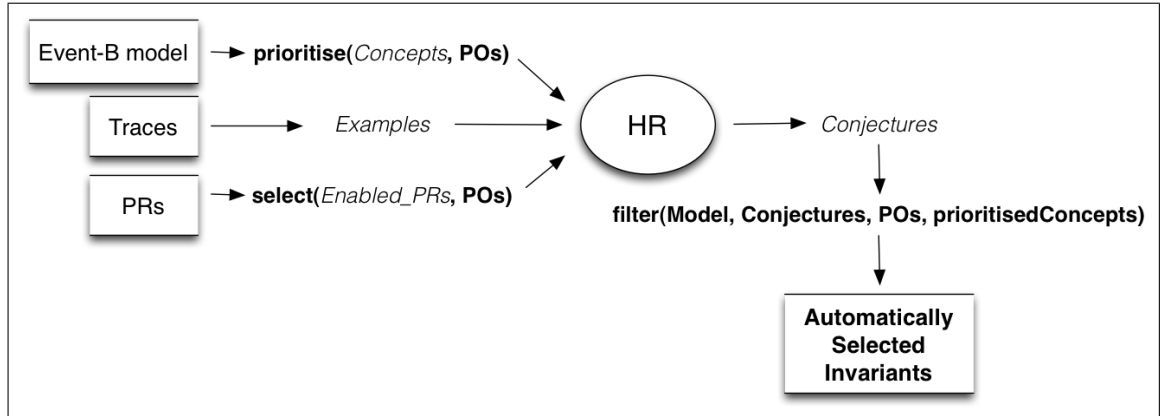 Event-B model
prioritise(Concepts, POs)
Traces
Examples
HR
Conjectures
PRs
select(Enabled_PRs, POs)
filter(Model, Conjectures, POs, prioritisedConcepts)
Automatically
Selected
Invariants